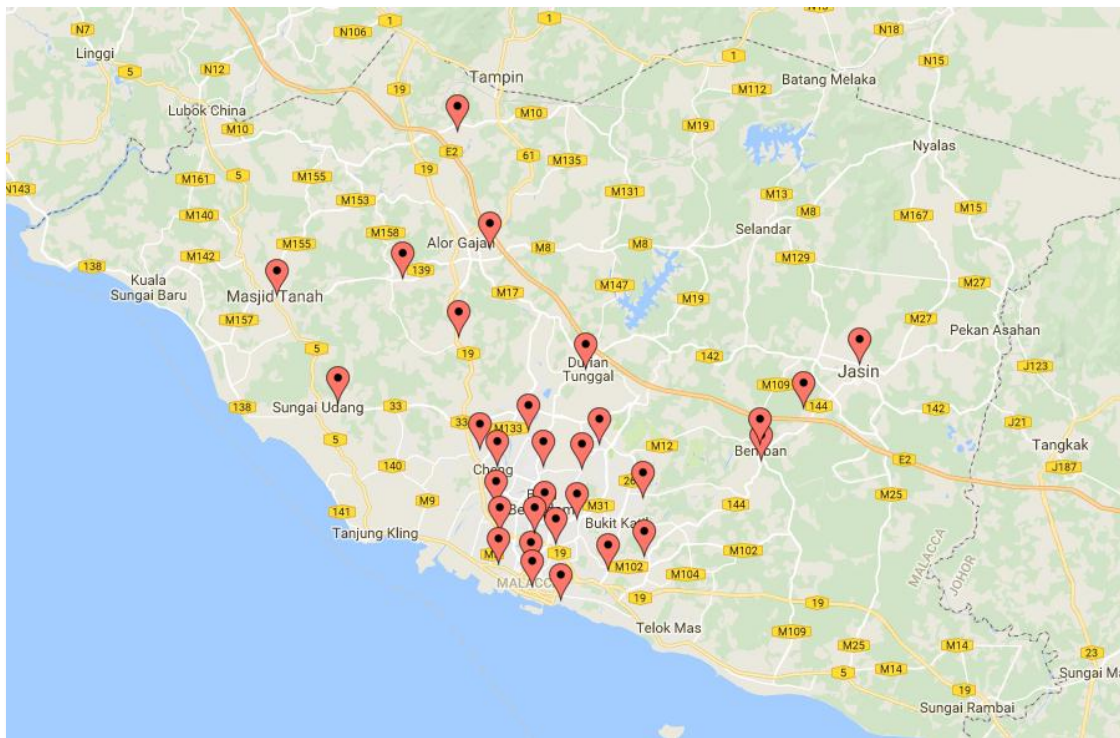 N7
Linggi
5
N12
N106
1
1
N15
N18
N15
1
19
Tampin
Batang Melaka
Lubok China
M10
M10
M112
M19
E2
61
M135
Nyalas
M161
M155
5
19
N143
M140
M153
M131
M13
M8
M167
M15
M158
Selandar
M155
Alor Gajah
M8
M8
138
M142
139
M129
Kuala
Sungai Baru
Masjid Tanah
M17
M147
M19
M27
M157
M27
Pekan Asahan
5
19
142
Jasin
J123
Durian
Tunggal
M109
138
Sungai Udang
33
144
142
J21
33
M133
M12
Tangkak
5
Cheng
Bemban
E2
J187
140
26
M9
M31
144
M25
141
Bukit Katil
Tanjung Kling
19
M102
M102
MALACCA
M104
MALACCA
JOHOR
19
19
Telok Mas
M109
M25
M14
23
5
M14
19
Sungai Rambai